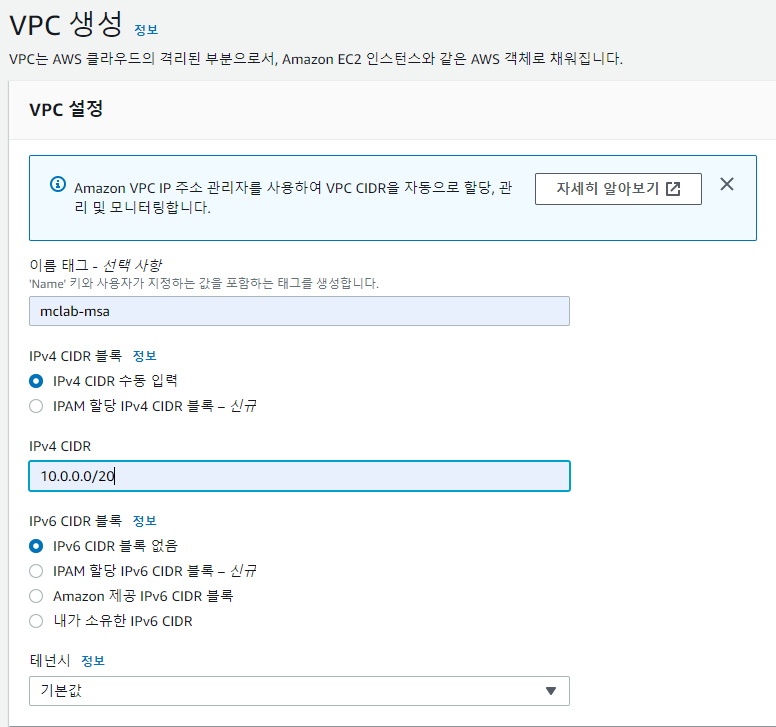 VPC 생성 정보
VPC는 AWS 클라우드의 격리된 부분으로서, Amazon EC2 인스턴스와 같은 AWS 객체로 채워집니다.
VPC 설정
Amazon VPC IP 주소 관리자를 사용하여 VPC CIDR을 자동으로 할당, 관
리 및 모니터링합니다.
자세히 알아보기
이름 태그 - 선택 사항
'Name' 키와 사용자가 지정하는 값을 포함하는 태그를 생성합니다.
mclab-msa
IPv4 CIDR 블록 정보
IPv4 CIDR 수동 입력
IPAM 할당 IPv4 CIDR 블록 – 신규
IPv4 CIDR
10.0.0.0/20
IPv6 CIDR 블록 정보
IPv6 CIDR 블록 없음
IPAM 할당 IPv6 CIDR 블록 – 신규
Amazon 제공 IPv6 CIDR 블록
내가 소유한 IPv6 CIDR
테넌시 정보
기본값